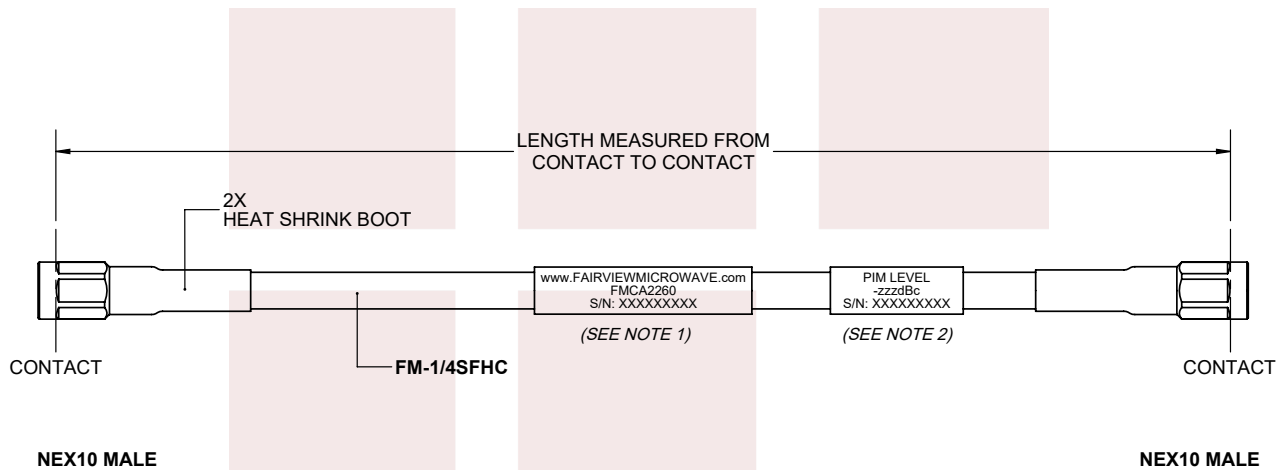 LENGTH MEASURED FROM
CONTACT TO CONTACT
2X
HEAT SHRINK BOOT
www.FAIRVIEWMICROWAVE.com
FMCA2260
S/N: XXXXXXXXX
PIM LEVEL
-zzzdBc
S/N: XXXXXXXXX
(SEE NOTE 1)
(SEE NOTE 2)
CONTACT
FM-1/4SFHC
CONTACT
NEX10 MALE
NEX10 MALE